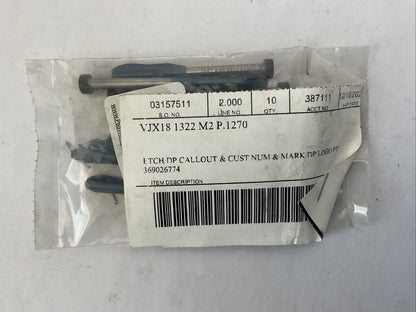 03157511 2.000 10 387111
S.O. NO. LINE NO. QTY. ACCT NO.
VJX18 1322 M2 P.1270
ETCH DP CALLOUT & CUST NUM & MARK DP LOGO
369026774
ITEM DESCRIPTION